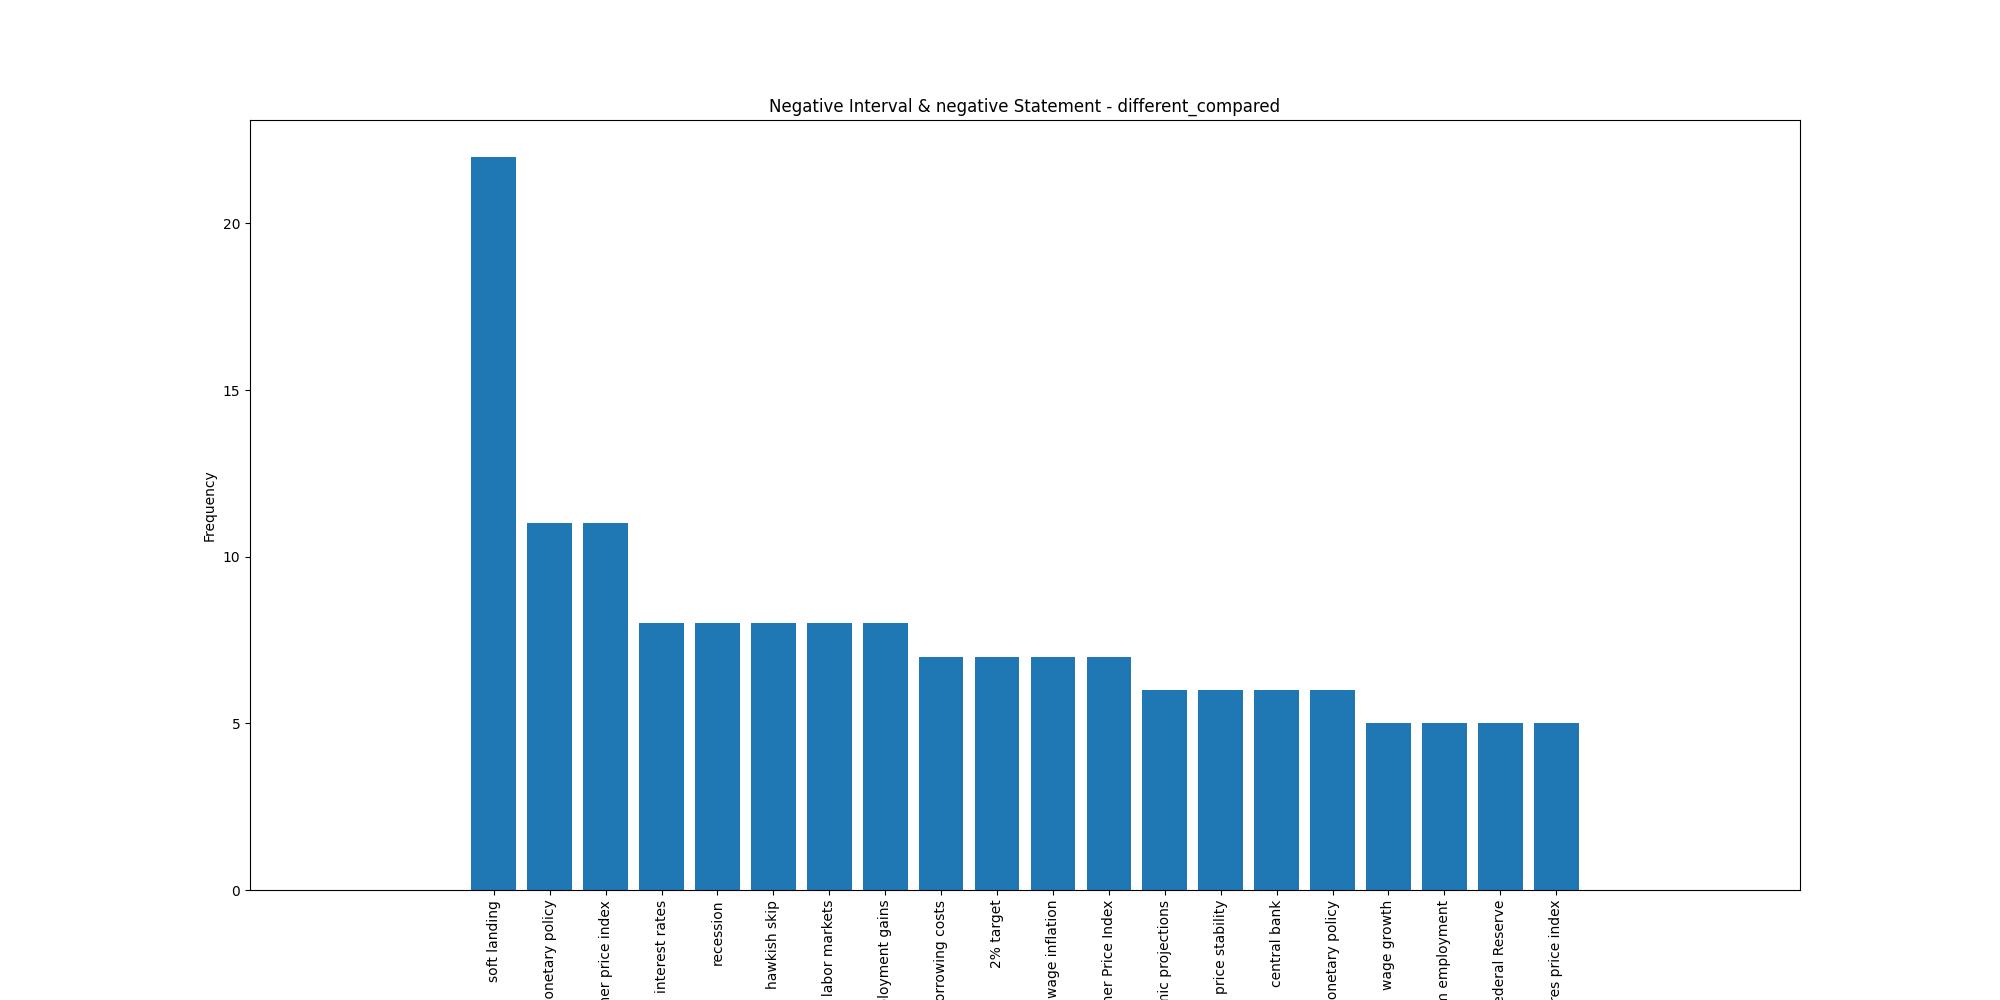 Negative Interval & negative Statement - different_compared
Frequency
20
15
10
5
0
soft landing
onetary policy
ner price index
interest rates
recession
hawkish skip
labor markets
loyment gains
orrowing costs
2% target
wage inflation
ner Price Index
nic projections
price stability
central bank
onetary policy
wage growth
n employment
ederal Reserve
res price index